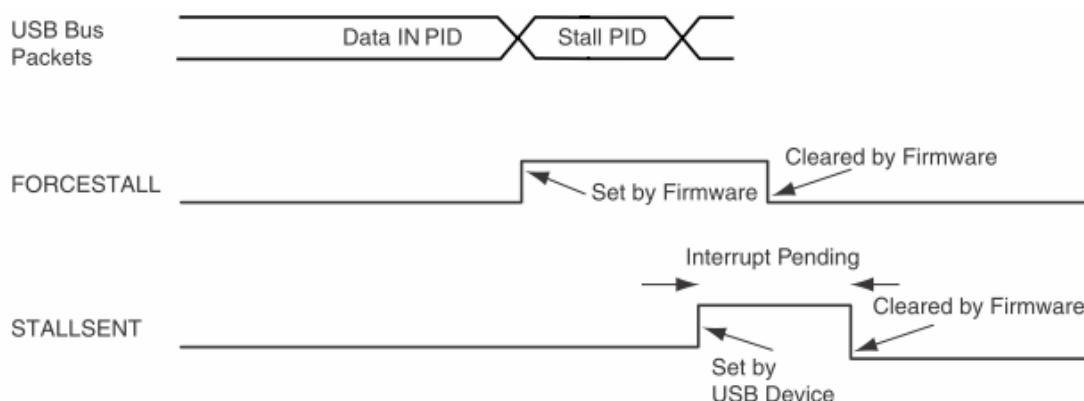 USB Bus
Packets
Data IN PID
Stall PID
FORCESTALL
Set by Firmware
Cleared by Firmware
Interrupt Pending
STALLSENT
Set by
USB Device
Cleared by Firmware